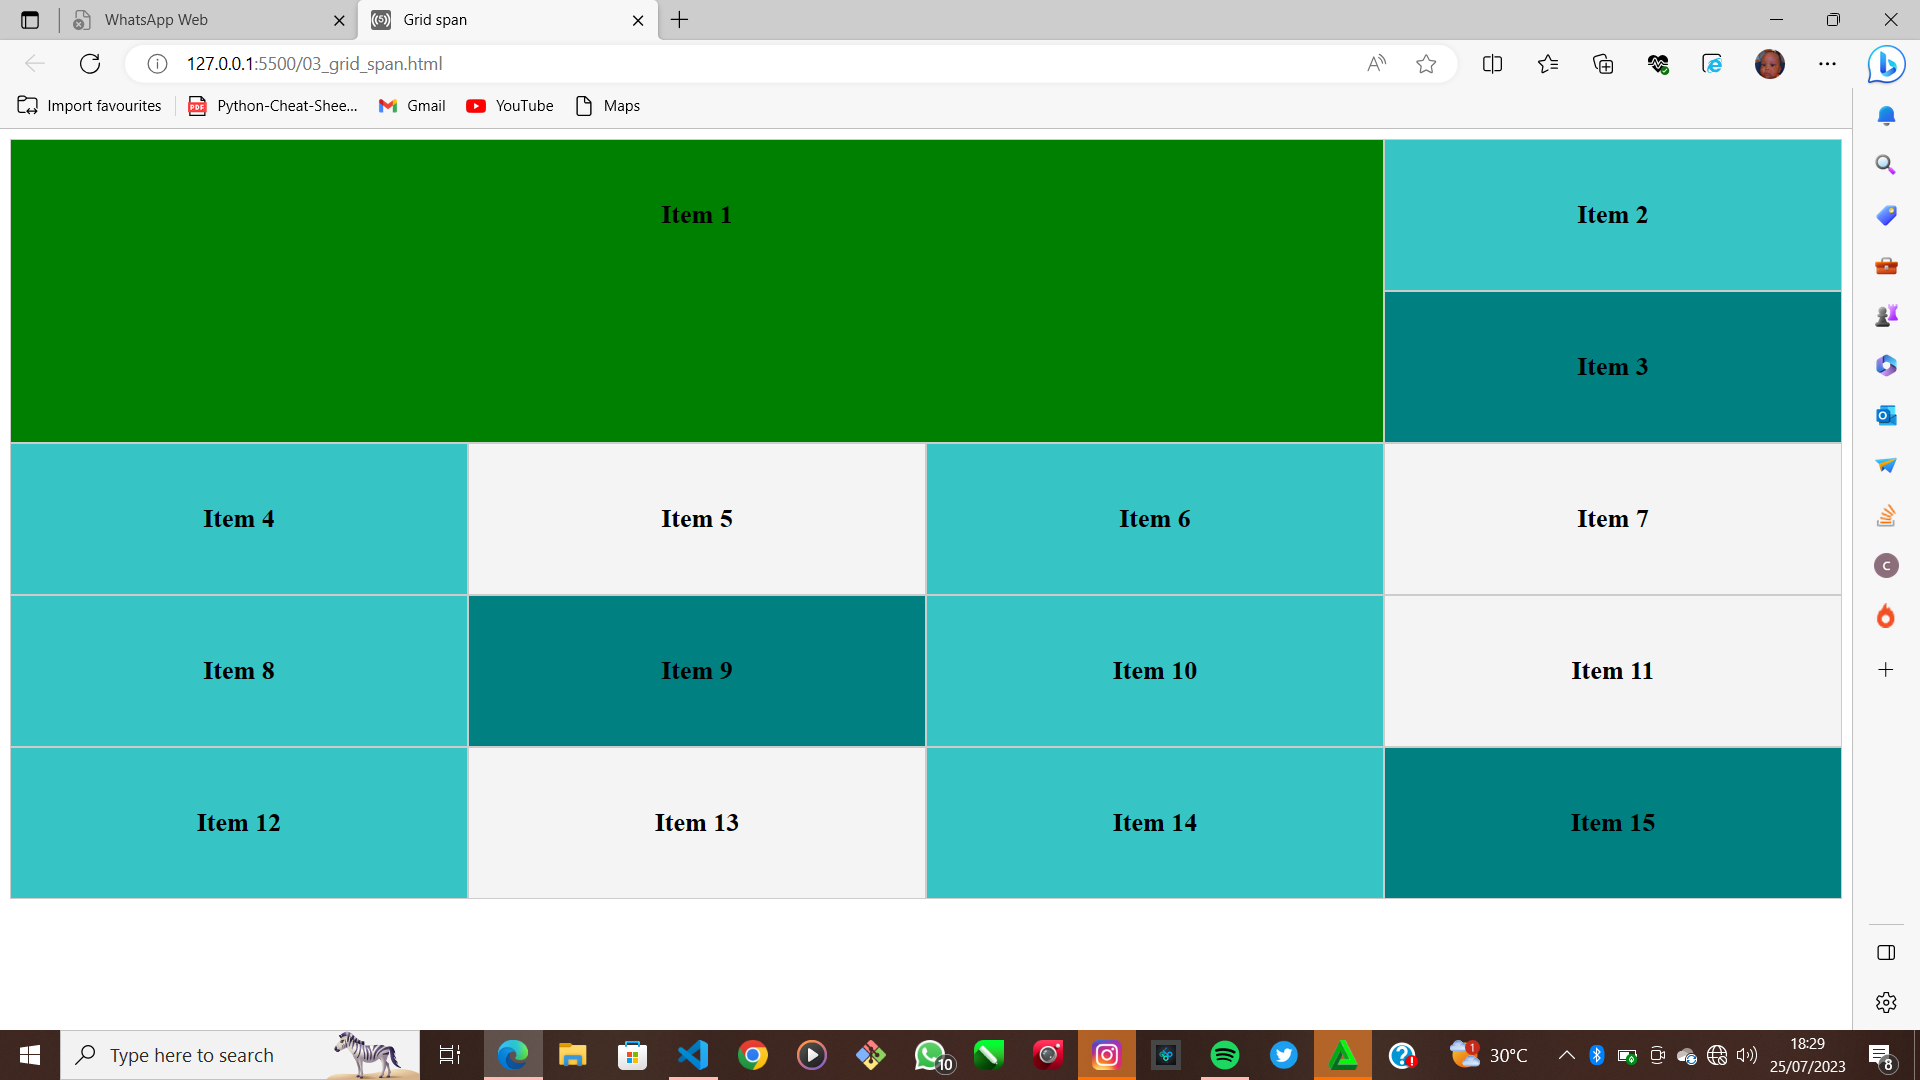 WhatsApp Web
Grid span
127.0.0.1:5500/03_grid_span.html
Import favourites
PDF
Python-Cheat-Shee...
Gmail
YouTube
Maps
Item 1
Item 2
Item 3
Item 4
Item 5
Item 6
Item 7
Item 8
Item 9
Item 10
Item 11
Item 12
Item 13
Item 14
Item 15
C
Type here to search
10
1
30°C
18:29
25/07/2023
8